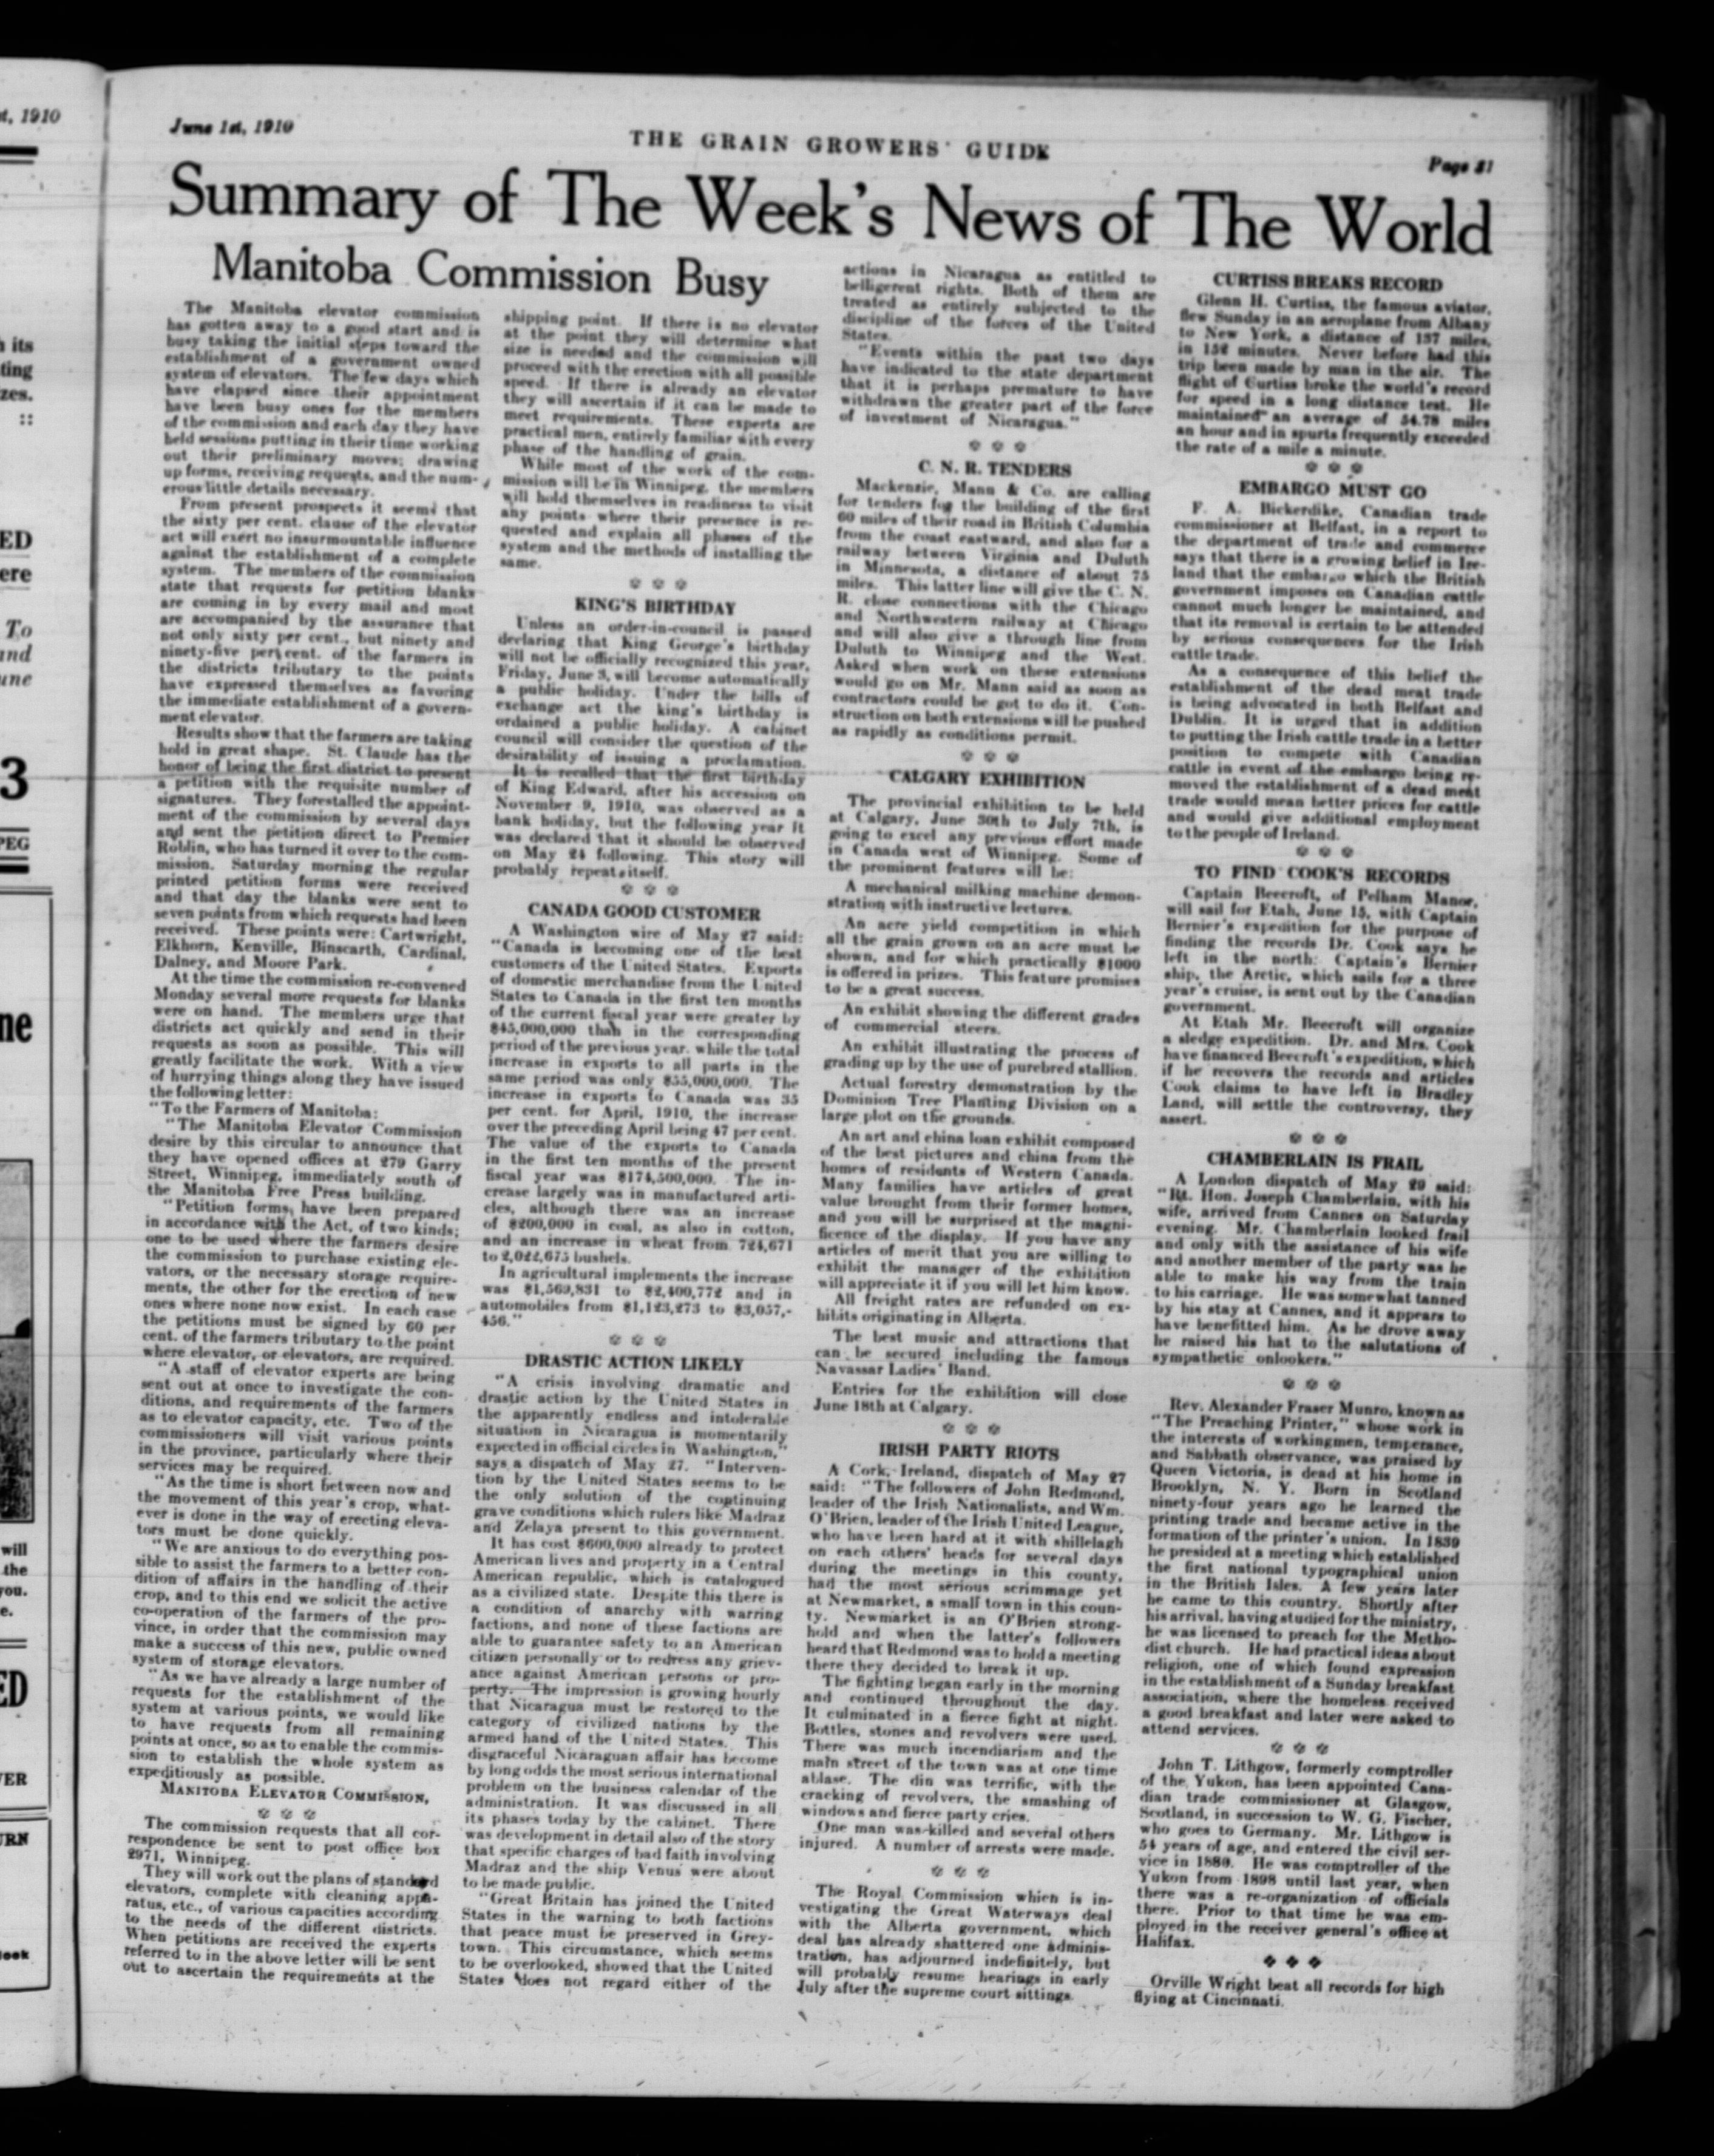 June 1st, 1910
THE GRAIN GROWERS' GUIDE
Page 31
Summary of The Week's News of The World
Manitoba Commission Busy
The Manitoba elevator commission
has gotten away to a good start and is
busy taking the initial steps toward the
establishment of a government owned
system of elevators. The few days which
have elapsed since their appointment
have been busy ones for the members
of the commission and each day they have
held sessions putting in their time working
out their preliminary moves; drawing
up forms, receiving requests, and the num-
erous little details necessary.
From present prospects it seems that
the sixty per cent. clause of the elevator
act will exert no insurmountable influence
against the establishment of a complete
system. The members of the commission
state that requests for petition blanks
are coming in by every mail and most
are accompanied by the assurance that
not only sixty per cent., but ninety and
ninety-five per cent. of the farmers in
the districts tributary to the points
have expressed themselves as favoring
the immediate establishment of a govern-
ment elevator.
Results show that the farmers are taking
hold in great shape. St. Claude has the
honor of being the first district to present
a petition with the requisite number of
signatures. They forestalled the appoint-
ment of the commission by several days
and sent the petition direct to Premier
Roblin, who has turned it over to the com-
mission. Saturday morning the regular
printed petition forms were received
and that day the blanks were sent to
seven points from which requests had been
received. These points were: Cartwright,
Elkhorn, Kenville, Binscarth, Cardinal,
Dalney, and Moore Park.
At the time the commission re-convened
Monday several more requests for blanks
were on hand. The members urge that
districts act quickly and send in their
requests as soon as possible. This will
greatly facilitate the work. With a view
of hurrying things along they have issued
the following letter:
"To the Farmers of Manitoba:
"The Manitoba Elevator Commission
desire by this circular to announce that
they have opened offices at 279 Garry
Street, Winnipeg, immediately south of
the Manitoba Free Press building.
"Petition forms, have been prepared
in accordance with the Act, of two kinds;
one to be used where the farmers desire
the commission to purchase existing ele-
vators, or the necessary storage require-
ments, the other for the erection of new
ones where none now exist. In each case
the petitions must be signed by 60 per
cent. of the farmers tributary to the point
where elevator, or elevators, are required.
"A staff of elevator experts are being
sent out at once to investigate the con-
ditions, and requirements of the farmers
as to elevator capacity, etc. Two of the
commissioners will visit various points
in the province, particularly where their
services may be required.
"As the time is short between now and
the movement of this year's crop, what-
ever is done in the way of erecting eleva-
tors must be done quickly.
"We are anxious to do everything pos-
sible to assist the farmers to a better con-
dition of affairs in the handling of their
crop, and to this end we solicit the active
co-operation of the farmers of the pro-
vince, in order that the commission may
make a success of this new, public owned
system of storage elevators.
"As we have already a large number of
requests for the establishment of the
system at various points, we would like
to have requests from all remaining
points at once, so as to enable the commis-
sion to establish the whole system as
expeditiously as possible.
MANITOBA ELEVATOR COMMISSION,
The commission requests that all cor-
respondence be sent to post office box
2971, Winnipeg.
They will work out the plans of standard
elevators, complete with cleaning appa-
ratus, etc., of various capacities according
to the needs of the different districts.
When petitions are received the experts
referred to in the above letter will be sent
out to ascertain the requirements at the
shipping point. If there is no elevator
at the point they will determine what
size is needed and the commission will
proceed with the erection with all possible
speed. If there is already an elevator
they will ascertain if it can be made to
meet requirements. These experts are
practical men, entirely familiar with every
phase of the handling of grain.
While most of the work of the com-
mission will be in Winnipeg, the members
will hold themselves in readiness to visit
any points where their presence is re-
quested and explain all phases of the
system and the methods of installing the
same.
KING'S BIRTHDAY
Unless an order-in-council is passed
declaring that King George's birthday
will not be officially recognized this year,
Friday, June 3, will become automatically
a public holiday. Under the bills of
exchange act the king's birthday is
ordained a public holiday. A cabinet
council will consider the question of the
desirability of issuing a proclamation.
It is recalled that the first birthday
of King Edward, after his accession on
November 9, 1910, was observed as a
bank holiday, but the following year it
was declared that it should be observed
on May 24 following. This story will
probably repeat itself.
CANADA GOOD CUSTOMER
A Washington wire of May 27 said:
"Canada is becoming one of the best
customers of the United States. Exports
of domestic merchandise from the United
States to Canada in the first ten months
of the current fiscal year were greater by
$45,000,000 than in the corresponding
period of the previous year, while the total
increase in exports to all parts in the
same period was only $55,000,000. The
increase in exports to Canada was 35
per cent. for April, 1910, the increase
over the preceding April being 47 per cent.
The value of the exports to Canada
in the first ten months of the present
fiscal year was $174,500,000. The in-
crease largely was in manufactured arti-
cles, although there was an increase
of $200,000 in coal, as also in cotton,
and an increase in wheat from 724,671
to 2,022,675 bushels.
In agricultural implements the increase
was $1,569,831 to $2,400,772 and in
automobiles from $1,123,273 to $3,057,-
456."
DRASTIC ACTION LIKELY
"A crisis involving dramatic and
drastic action by the United States in
the apparently endless and intolerable
situation in Nicaragua is momentarily
expected in official circles in Washington,"
says a dispatch of May 27. "Interven-
tion by the United States seems to be
the only solution of the continuing
grave conditions which rulers like Madraz
and Zelaya present to this government.
It has cost $600,000 already to protect
American lives and property in a Central
American republic, which is catalogued
as a civilized state. Despite this there is
a condition of anarchy with warring
factions, and none of these factions are
able to guarantee safety to an American
citizen personally or to redress any griev-
ance against American persons or pro-
perty. The impression is growing hourly
that Nicaragua must be restored to the
category of civilized nations by the
armed hand of the United States. This
disgraceful Nicaraguan affair has become
by long odds the most serious international
problem on the business calendar of the
administration. It was discussed in all
its phases today by the cabinet. There
was development in detail also of the story
that specific charges of bad faith involving
Madraz and the ship Venus were about
to be made public.
"Great Britain has joined the United
States in the warning to both factions
that peace must be preserved in Grey-
town. This circumstance, which seems
to be overlooked, showed that the United
States does not regard either of the
actions in Nicaragua as entitled to
belligerent rights. Both of them are
treated as entirely subjected to the
discipline of the forces of the United
States.
"Events within the past two days
have indicated to the state department
that it is perhaps premature to have
withdrawn the greater part of the force
of investment of Nicaragua."
C. N. R. TENDERS
Mackenzie, Mann & Co. are calling
for tenders for the building of the first
60 miles of their road in British Columbia
from the coast eastward, and also for a
railway between Virginia and Duluth
in Minnesota, a distance of about 75
miles. This latter line will give the C. N.
R. close connections with the Chicago
and Northwestern railway at Chicago
and will also give a through line from
Duluth to Winnipeg and the West.
Asked when work on these extensions
would go on Mr. Mann said as soon as
contractors could be got to do it. Con-
struction on both extensions will be pushed
as rapidly as conditions permit.
CALGARY EXHIBITION
The provincial exhibition to be held
at Calgary, June 30th to July 7th, is
going to excel any previous effort made
in Canada west of Winnipeg. Some of
the prominent features will be:
A mechanical milking machine demon-
stration with instructive lectures.
An acre yield competition in which
all the grain grown on an acre must be
shown, and for which practically $1000
is offered in prizes. This feature promises
to be a great success.
An exhibit showing the different grades
of commercial steers.
An exhibit illustrating the process of
grading up by the use of purebred stallion.
Actual forestry demonstration by the
Dominion Tree Planting Division on a
large plot on the grounds.
An art and china loan exhibit composed
of the best pictures and china from the
homes of residents of Western Canada.
Many families have articles of great
value brought from their former homes,
and you will be surprised at the magni-
ficence of the display. If you have any
articles of merit that you are willing to
exhibit the manager of the exhibition
will appreciate it if you will let him know.
All freight rates are refunded on ex-
hibits originating in Alberta.
The best music and attractions that
can be secured including the famous
Navassar Ladies' Band.
Entries for the exhibition will close
June 18th at Calgary.
IRISH PARTY RIOTS
A Cork, Ireland, dispatch of May 27
said: "The followers of John Redmond,
leader of the Irish Nationalists, and Wm.
O'Brien, leader of the Irish United League,
who have been hard at it with shillelagh
on each others' heads for several days
during the meetings in this county,
had the most serious scrimmage yet
at Newmarket, a small town in this coun-
ty. Newmarket is an O'Brien strong-
hold and when the latter's followers
heard that Redmond was to hold a meeting
there they decided to break it up.
The fighting began early in the morning
and continued throughout the day.
It culminated in a fierce fight at night.
Bottles, stones and revolvers were used.
There was much incendiarism and the
main street of the town was at one time
ablase. The din was terrific, with the
cracking of revolvers, the smashing of
windows and fierce party cries.
One man was killed and several others
injured. A number of arrests were made.
The Royal Commission which is in-
vestigating the Great Waterways deal
with the Alberta government, which
deal has already shattered one adminis-
tration, has adjourned indefinitely, but
will probably resume hearings in early
July after the supreme court sittings.
CURTISS BREAKS RECORD
Glenn H. Curtiss, the famous aviator,
flew Sunday in an aeroplane from Albany
to New York, a distance of 137 miles,
in 152 minutes. Never before had this
trip been made by man in the air. The
flight of Curtiss broke the world's record
for speed in a long distance test. He
maintained an average of 54.78 miles
an hour and in spurts frequently exceeded
the rate of a mile a minute.
EMBARGO MUST GO
F. A. Bickerdike, Canadian trade
commissioner at Belfast, in a report to
the department of trade and commerce
says that there is a growing belief in Ire-
land that the embargo which the British
government imposes on Canadian cattle
cannot much longer be maintained, and
that its removal is certain to be attended
by serious consequences for the Irish
cattle trade.
As a consequence of this belief the
establishment of the dead meat trade
is being advocated in both Belfast and
Dublin. It is urged that in addition
to putting the Irish cattle trade in a better
position to compete with Canadian
cattle in event of the embargo being re-
moved the establishment of a dead meat
trade would mean better prices for cattle
and would give additional employment
to the people of Ireland.
TO FIND COOK'S RECORDS
Captain Beecroft, of Pelham Manor,
will sail for Etah, June 15, with Captain
Bernier's expedition for the purpose of
finding the records Dr. Cook says he
left in the north. Captain's Bernier
ship, the Arctic, which sails for a three
year's cruise, is sent out by the Canadian
government.
At Etah Mr. Beecroft will organize
a sledge expedition. Dr. and Mrs. Cook
have financed Beecroft's expedition, which
if he recovers the records and articles
Cook claims to have left in Bradley
Land, will settle the controversy, they
assert.
CHAMBERLAIN IS FRAIL
A London dispatch of May 29 said:
"Rt. Hon. Joseph Chamberlain, with his
wife, arrived from Cannes on Saturday
evening. Mr. Chamberlain looked frail
and only with the assistance of his wife
and another member of the party was he
able to make his way from the train
to his carriage. He was somewhat tanned
by his stay at Cannes, and it appears to
have benefitted him. As he drove away
he raised his hat to the salutations of
sympathetic onlookers."
Rev. Alexander Fraser Munro, known as
"The Preaching Printer," whose work in
the interests of workingmen, temperance,
and Sabbath observance, was praised by
Queen Victoria, is dead at his home in
Brooklyn, N. Y. Born in Scotland
ninety-four years ago he learned the
printing trade and became active in the
formation of the printer's union. In 1839
he presided at a meeting which established
the first national typographical union
in the British Isles. A few years later
he came to this country. Shortly after
his arrival, having studied for the ministry,
he was licensed to preach for the Metho-
dist church. He had practical ideas about
religion, one of which found expression
in the establishment of a Sunday breakfast
association, where the homeless received
a good breakfast and later were asked to
attend services.
John T. Lithgow, formerly comptroller
of the Yukon, has been appointed Cana-
dian trade commissioner at Glasgow,
Scotland, in succession to W. G. Fischer,
who goes to Germany. Mr. Lithgow is
54 years of age, and entered the civil ser-
vice in 1880. He was comptroller of the
Yukon from 1898 until last year, when
there was a re-organization of officials
there. Prior to that time he was em-
ployed in the receiver general's office at
Halifax.
Orville Wright beat all records for high
flying at Cincinnati.